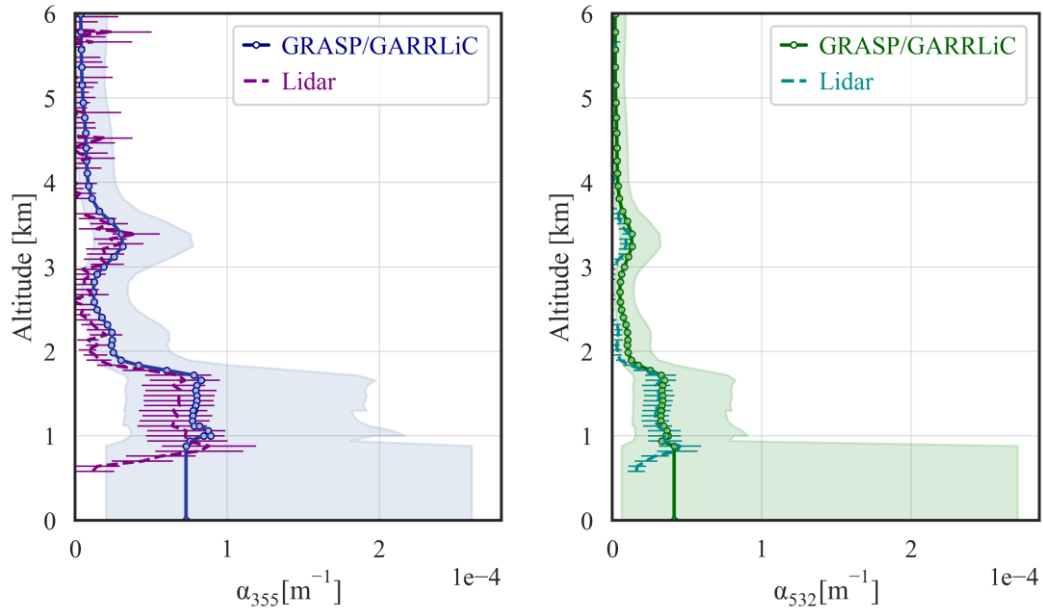 6
5
4
3
2
1
0
Altitude [km]
GRASP/GARRLiC
Lidar
0
1
2
1e−4
α355[m−1]
Altitude [km]
GRASP/GARRLiC
Lidar
6
5
4
3
2
1
0
0
1
2
1e−4
α532[m−1]